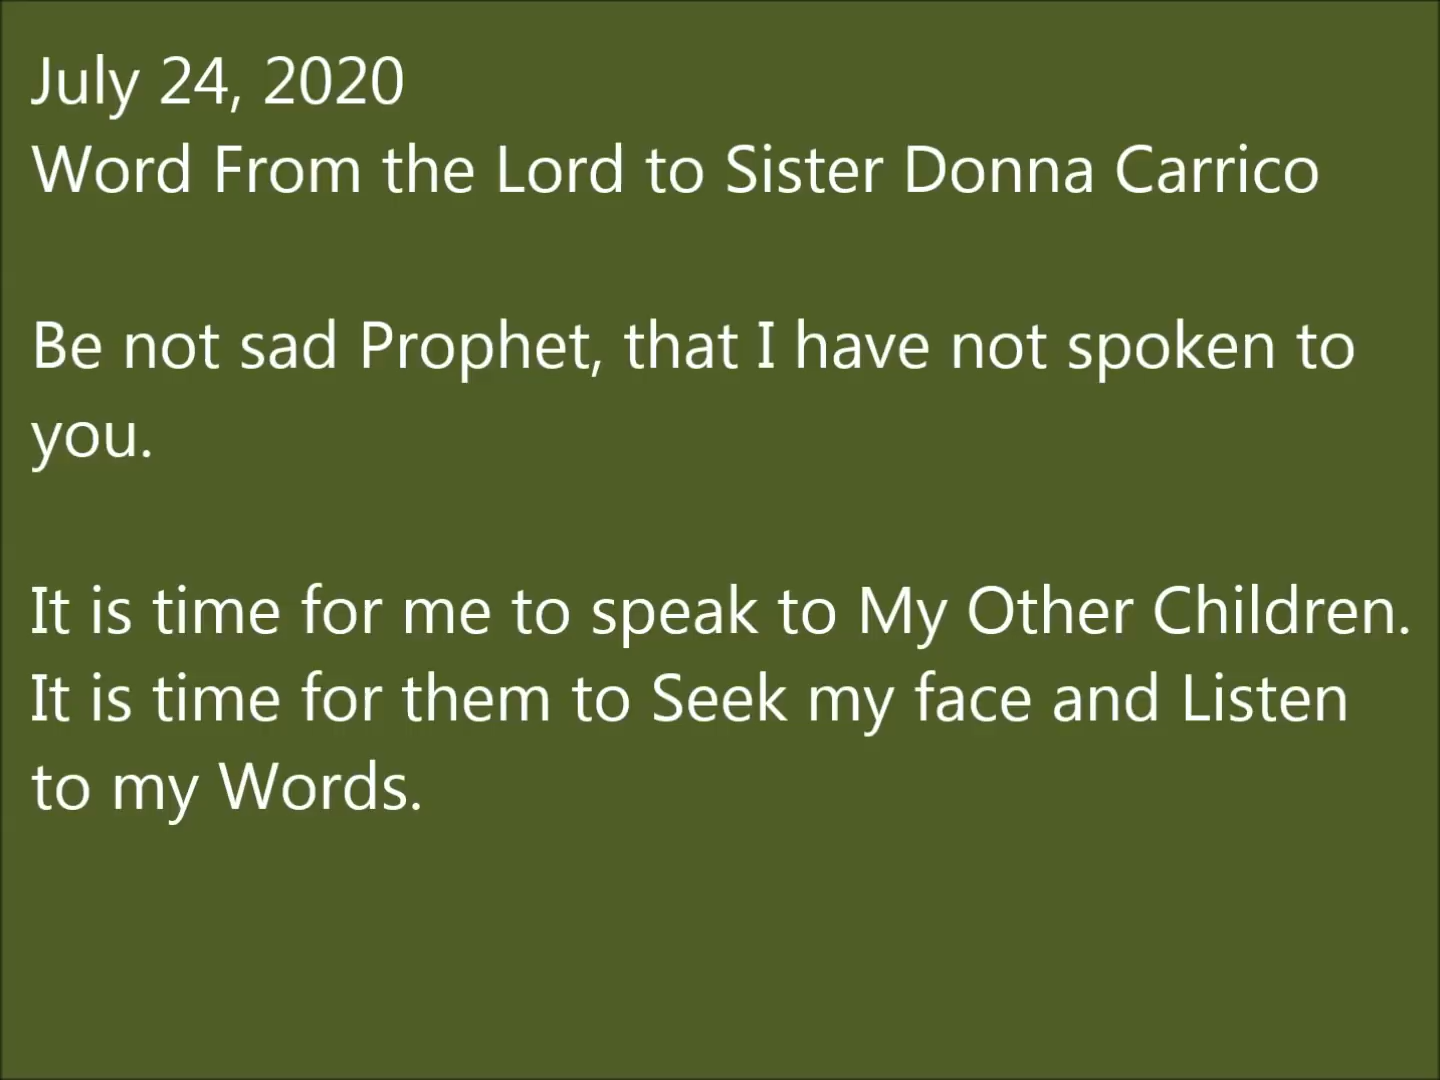 July 24, 2020
Word From the Lord to Sister Donna Carrico
Be not sad Prophet, that I have not spoken to
you.
It is time for me to speak to My Other Children.
It is time for them to Seek my face and Listen
to my Words.